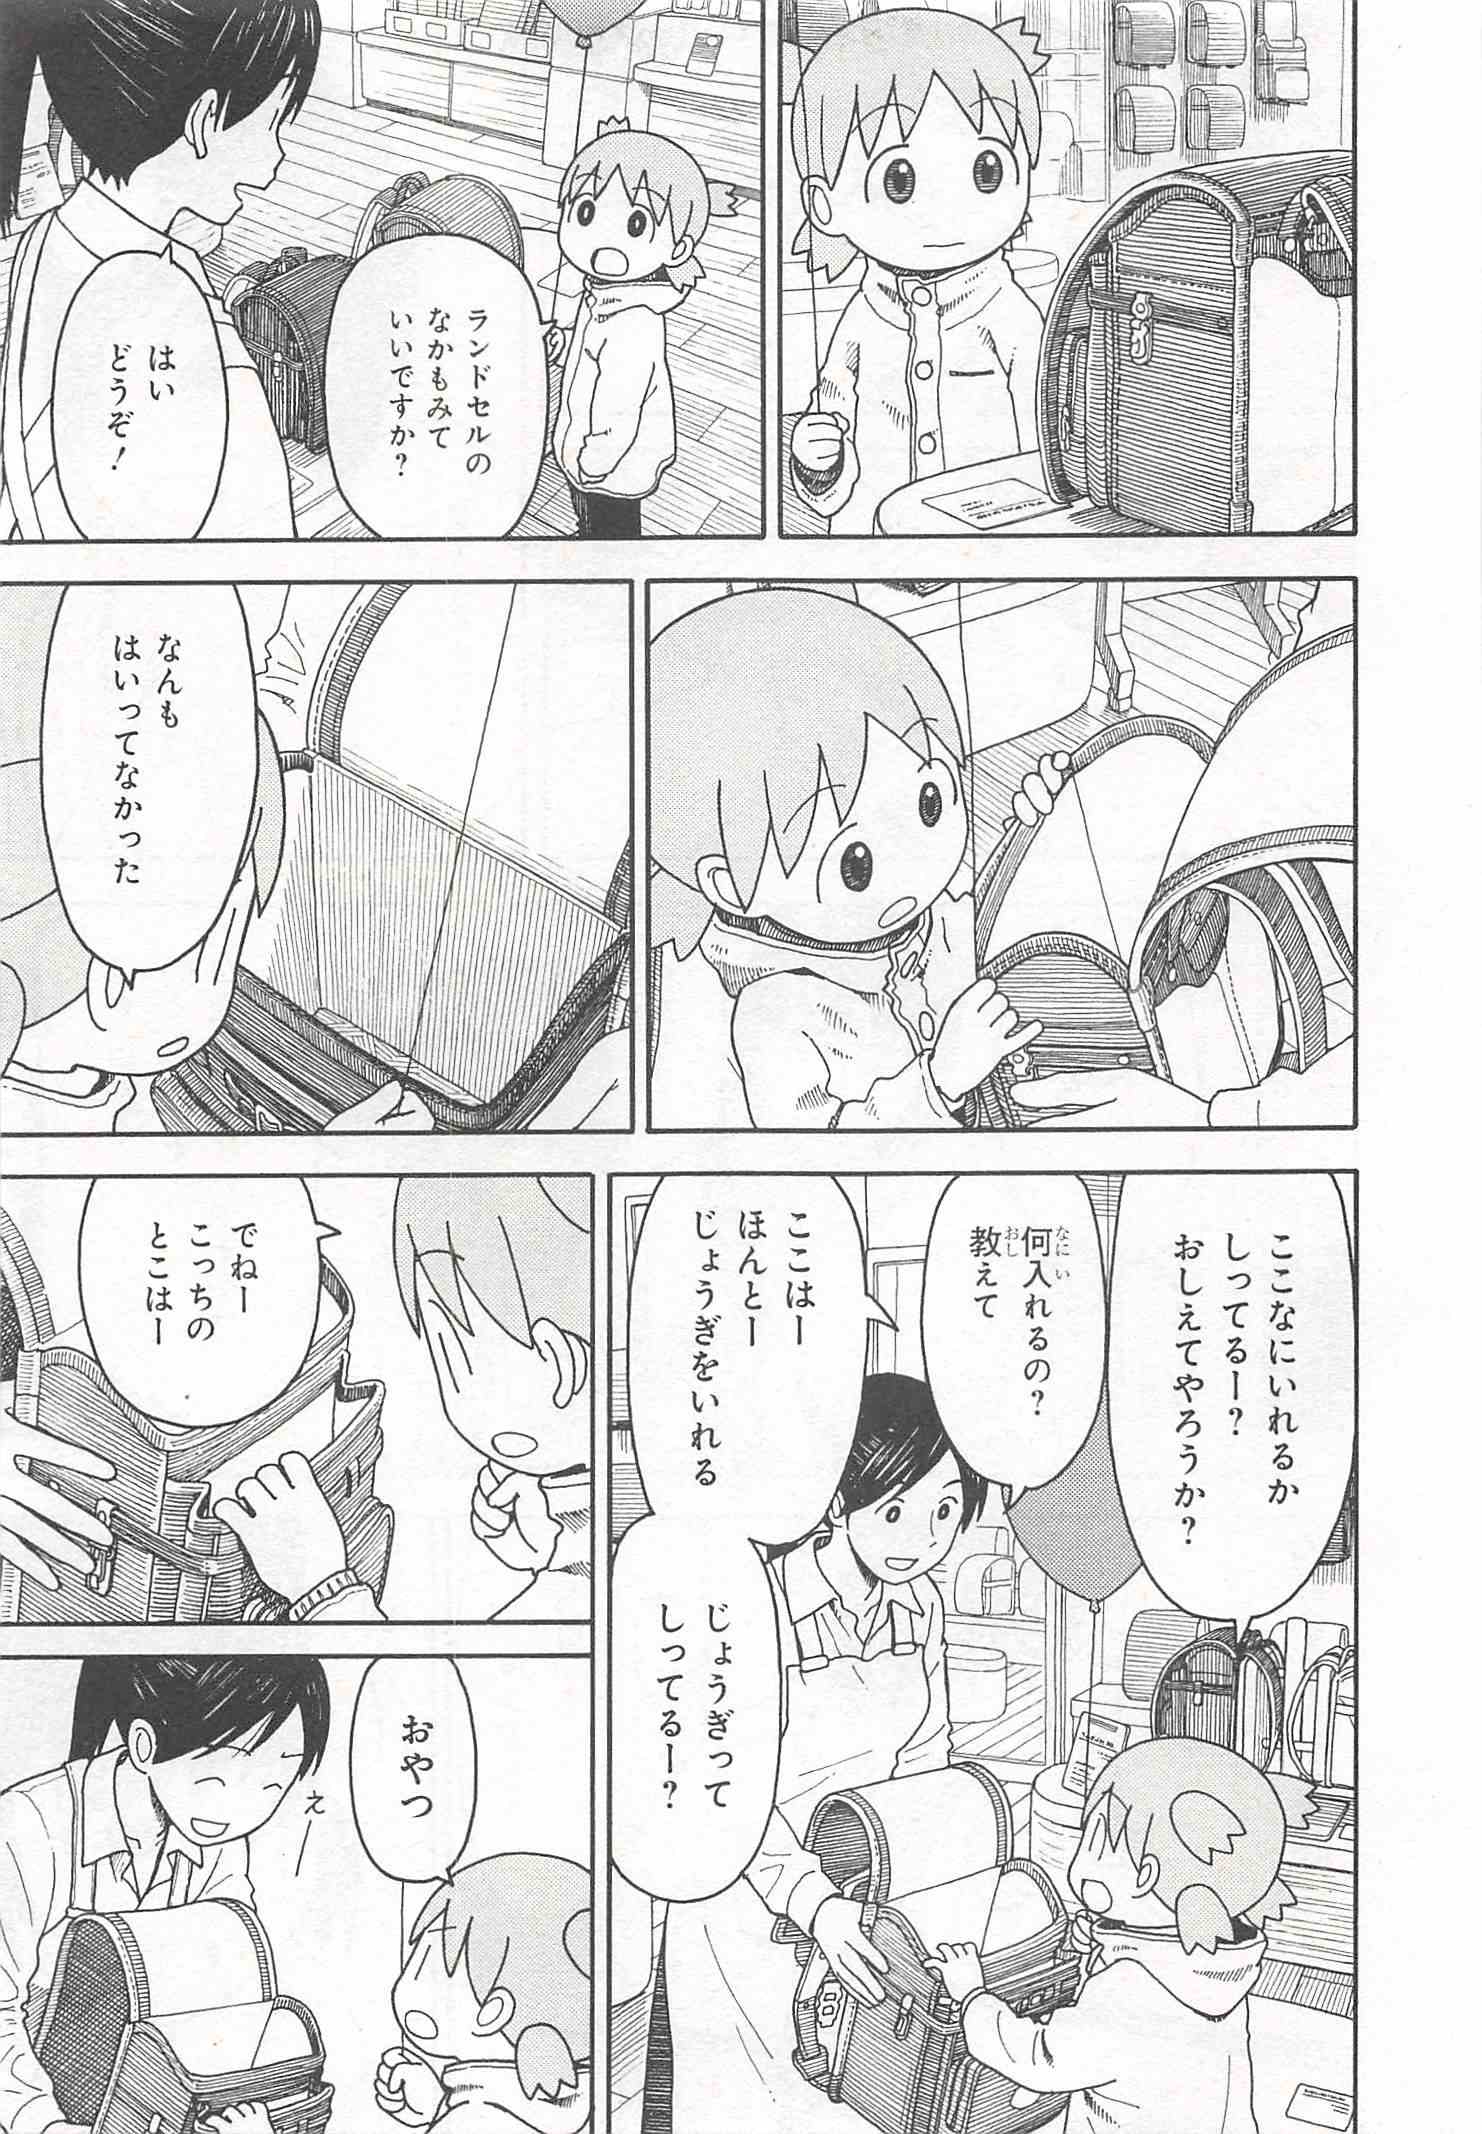 ランドセルの
なかもみて
いいですか？
はい
どうぞ！
なんも
はいってなかった
ここなにいれるか
しってるー？
おしえてやろうか？
何入れるの？
教えて
ここはー
ほんとー
じょうぎをいれる
じょうぎって
しってるー？
でねー
こっちの
とこはー
おやつ
えー